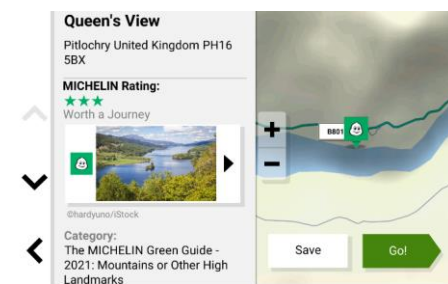 Queen's View
Pitlochry United Kingdom PH16
5BX
MICHELIN Rating:
Worth a Journey
©hardyuno/iStock
Category:
The MICHELIN Green Guide -
2021: Mountains or Other High
Landmarks
B801
Save
Go!